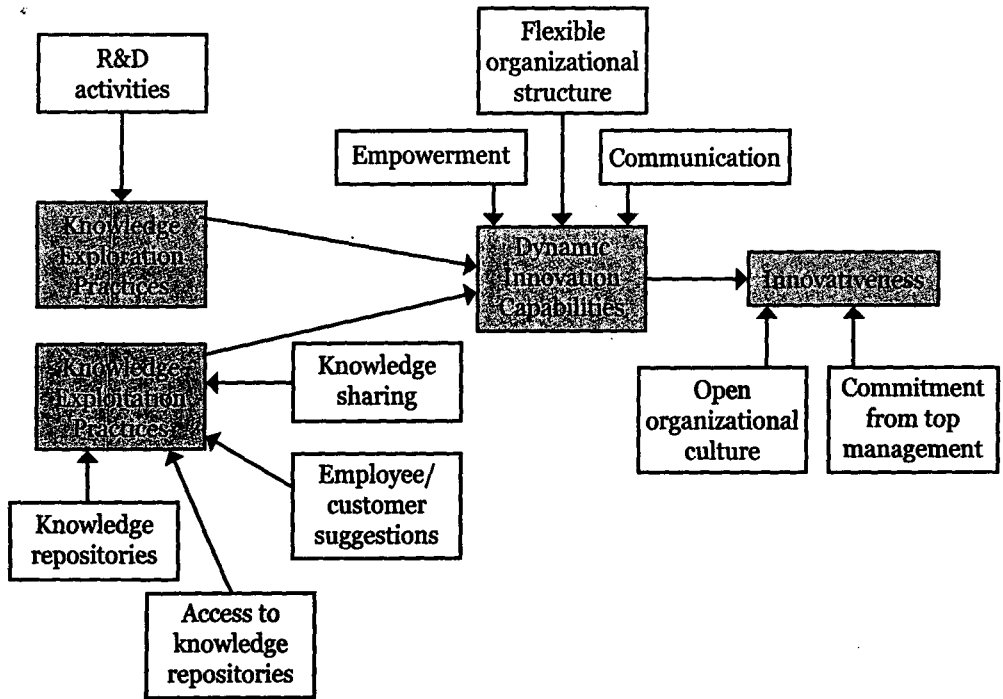 R&D
activities
Flexible
organizational
structure
Empowerment
Communication
Knowledge
Exploration
Practices
Dynamic
Innovation
Capabilities
Innovativeness
Knowledge
Exploitation
Practices
Knowledge
sharing
Open
organizational
culture
Commitment
from top
management
Employee/
customer
suggestions
Knowledge
repositories
Access to
knowledge
repositories